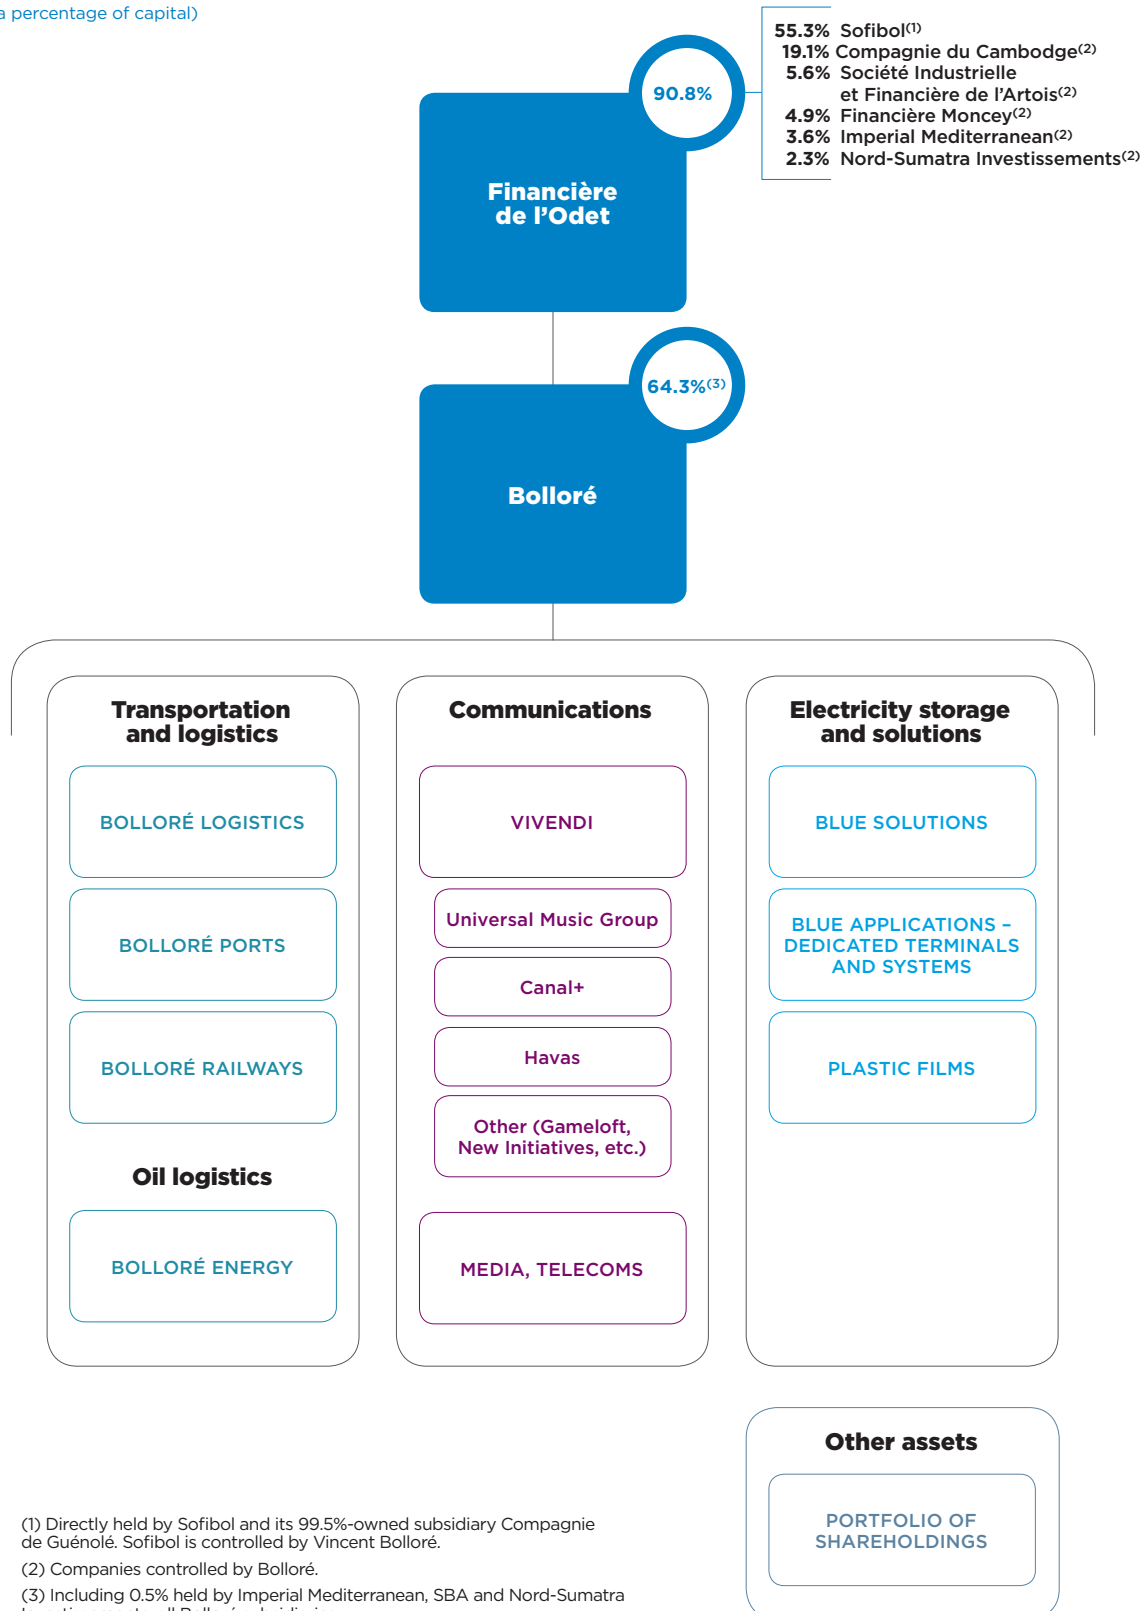 a percentage of capital)
90.8%
55.3% Sofibol(1)
19.1% Compagnie du Cambodge(2)
5.6% Société Industrielle
et Financière de l'Artois(2)
4.9% Financière Moncey(2)
3.6% Imperial Mediterranean(2)
2.3% Nord-Sumatra Investissements(2)
Financière
de l'Odet
64.3%(3)
Bolloré
Transportation
and logistics
BOLLORÉ LOGISTICS
BOLLORÉ PORTS
BOLLORÉ RAILWAYS
Oil logistics
BOLLORÉ ENERGY
Communications
VIVENDI
Universal Music Group
Canal+
Havas
Other (Gameloft,
New Initiatives, etc.)
MEDIA, TELECOMS
Electricity storage
and solutions
BLUE SOLUTIONS
BLUE APPLICATIONS –
DEDICATED TERMINALS
AND SYSTEMS
PLASTIC FILMS
Other assets
PORTFOLIO OF
SHAREHOLDINGS
(1) Directly held by Sofibol and its 99.5%-owned subsidiary Compagnie
de Guénolé. Sofibol is controlled by Vincent Bolloré.
(2) Companies controlled by Bolloré.
(3) Including 0.5% held by Imperial Mediterranean, SBA and Nord-Sumatra